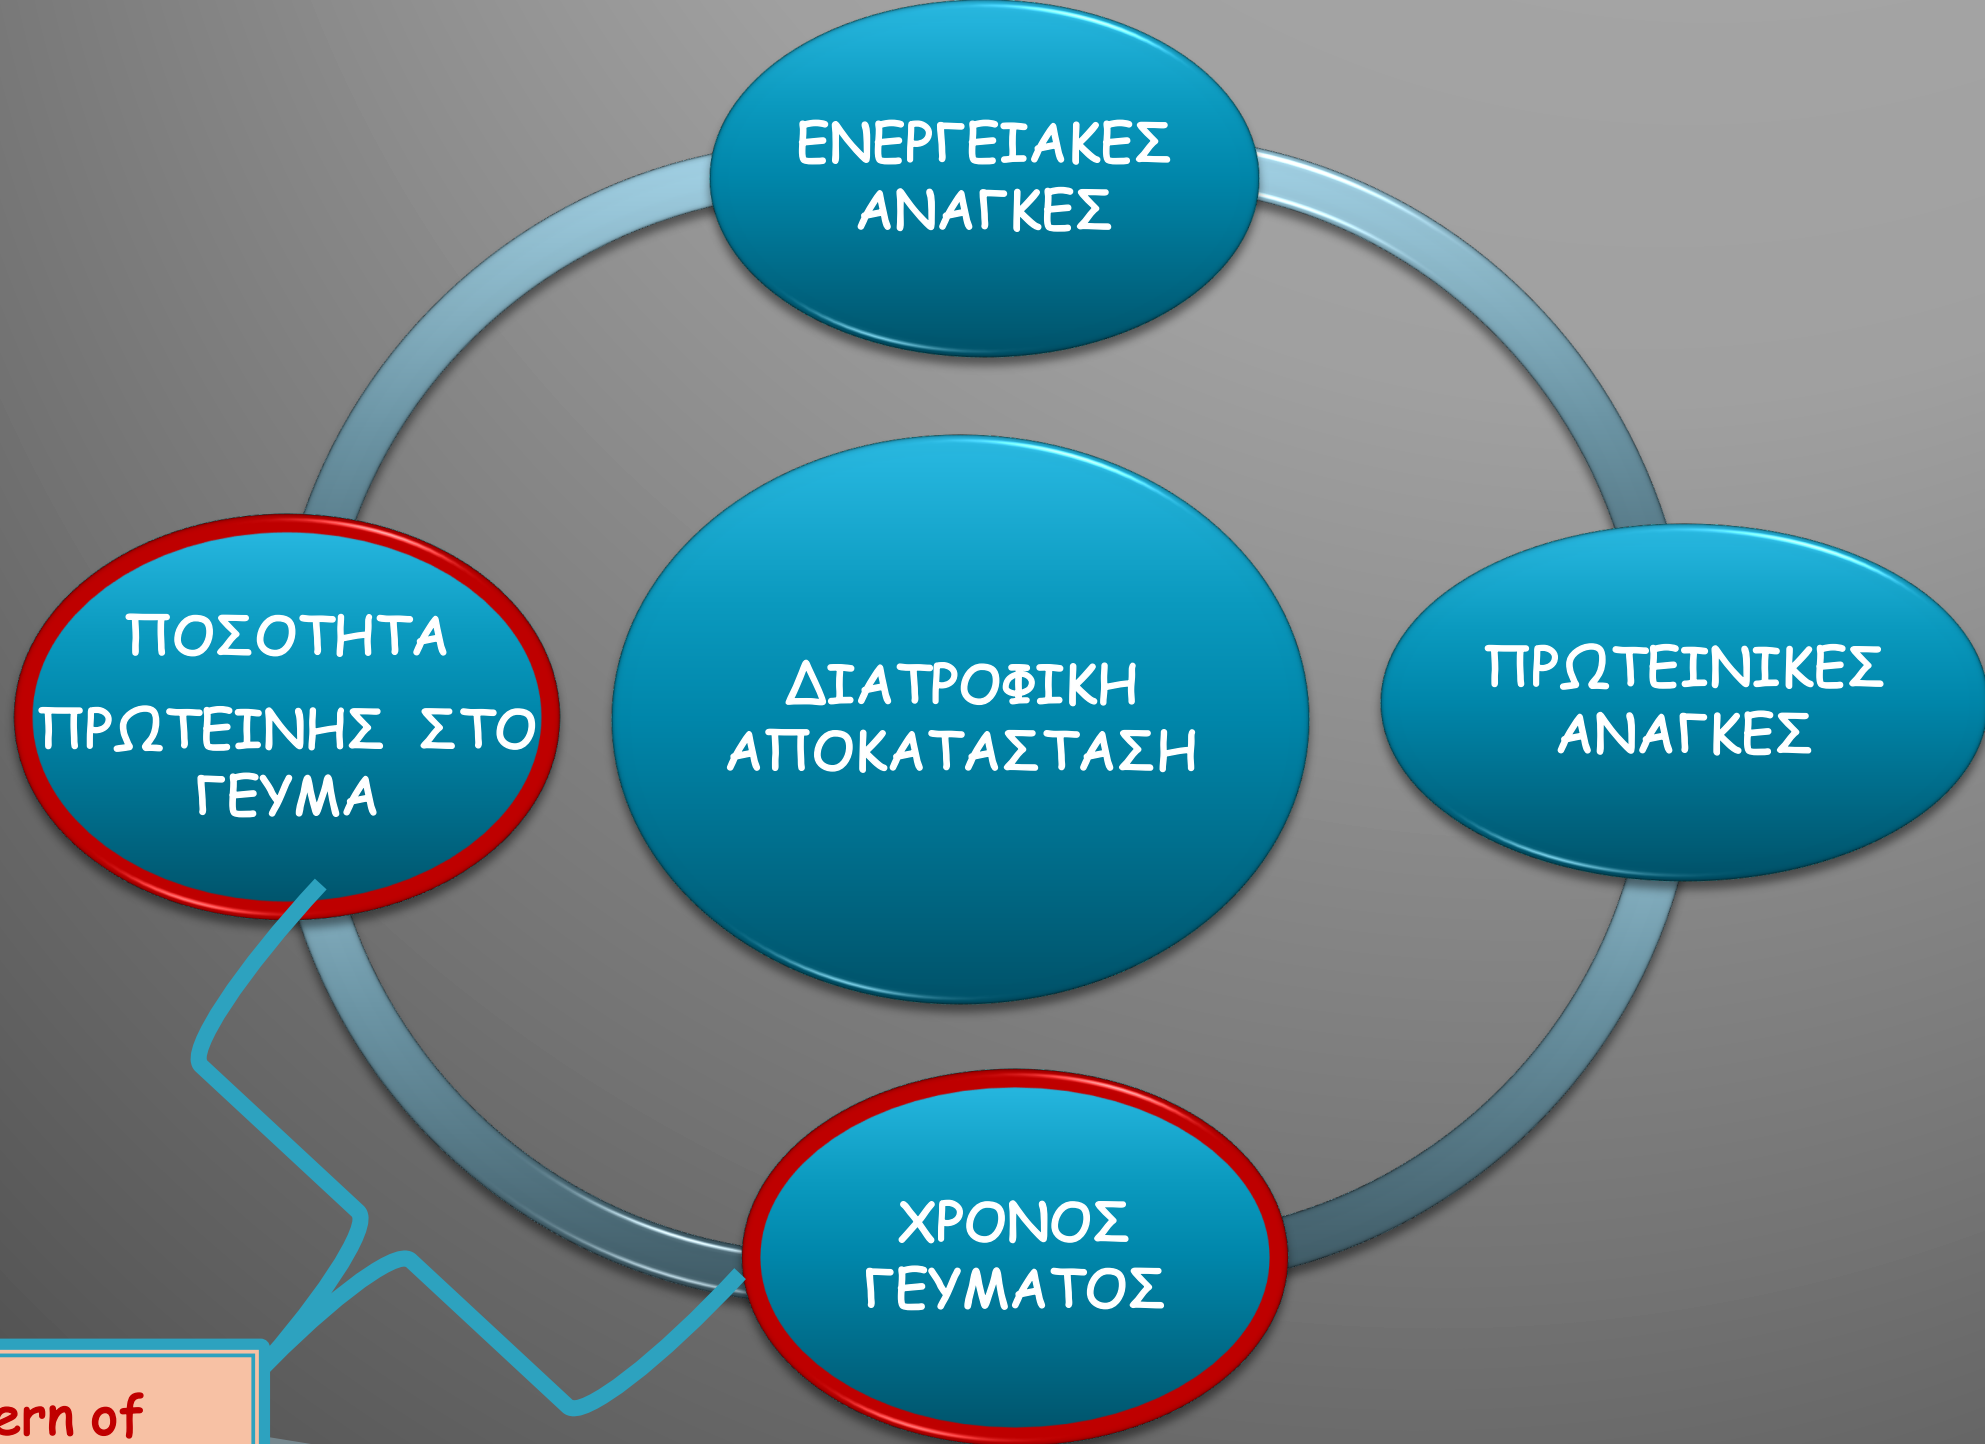 ΕΝΕΡΓΕΙΑΚΕΣ
ΑΝΑΓΚΕΣ
ΠΟΣΟΤΗΤΑ
ΠΡΩΤΕΙΝΗΣ ΣΤΟ
ΓΕΥΜΑ
ΔΙΑΤΡΟΦΙΚΗ
ΑΠΟΚΑΤΑΣΤΑΣΗ
ΠΡΩΤΕΙΝΙΚΕΣ
ΑΝΑΓΚΕΣ
ΧΡΟΝΟΣ
ΓΕΥΜΑΤΟΣ
of